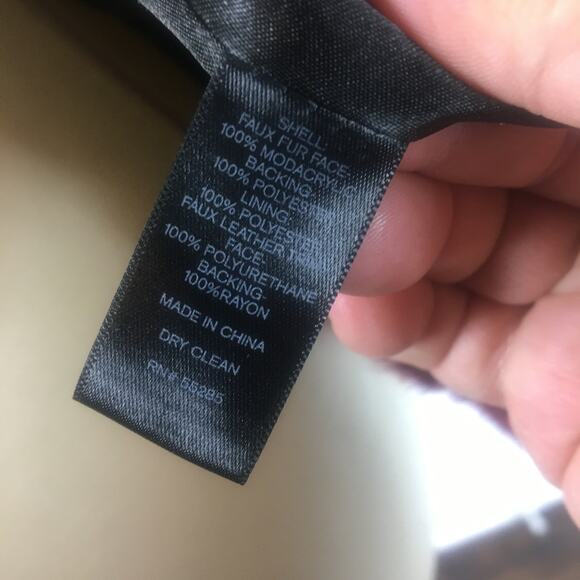 SHELL:
FAUX FUR FACE-
100% MODACRYLIC
BACKING-
100% POLYESTER
LINING:
100% POLYESTER
FAUX LEATHER TRIM
FACE-
100% POLYURETHANE
BACKING-
100%RAYON
MADE IN CHINA
DRY CLEAN
RN#